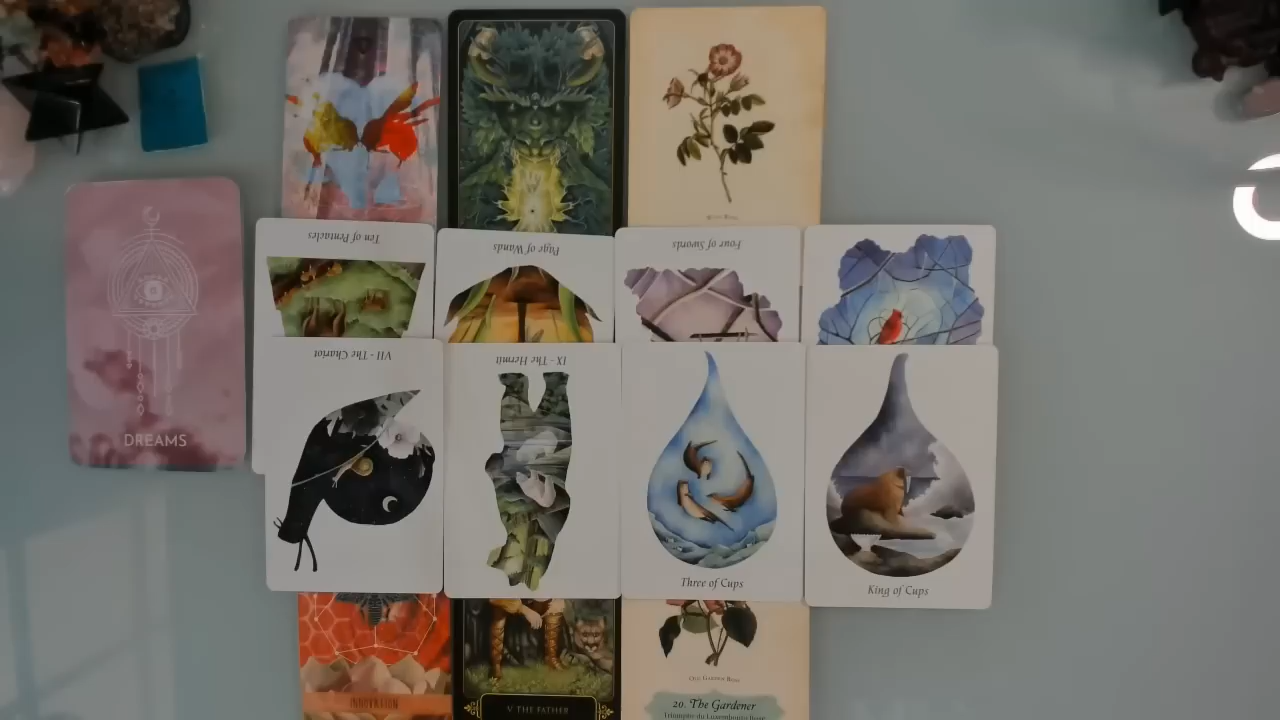 Ten of Pentacles
Page of Wands
Four of Swords
DREAMS
VII - The Chariot
IX - The Hermit
Three of Cups
King of Cups
INNOVATION
V THE FATHER
20. The Gardener